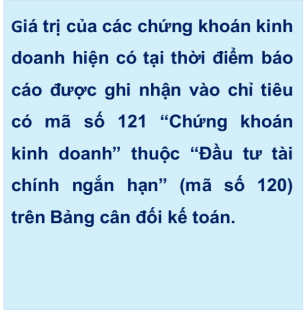 Giá trị của các chứng khoán kinh
doanh hiện có tại thời điểm báo
cáo được ghi nhận vào chỉ tiêu
có mã số 121 “Chứng khoán
kinh doanh” thuộc “Đầu tư tài
chính ngắn hạn” (mã số 120)
trên Bảng cân đối kế toán.